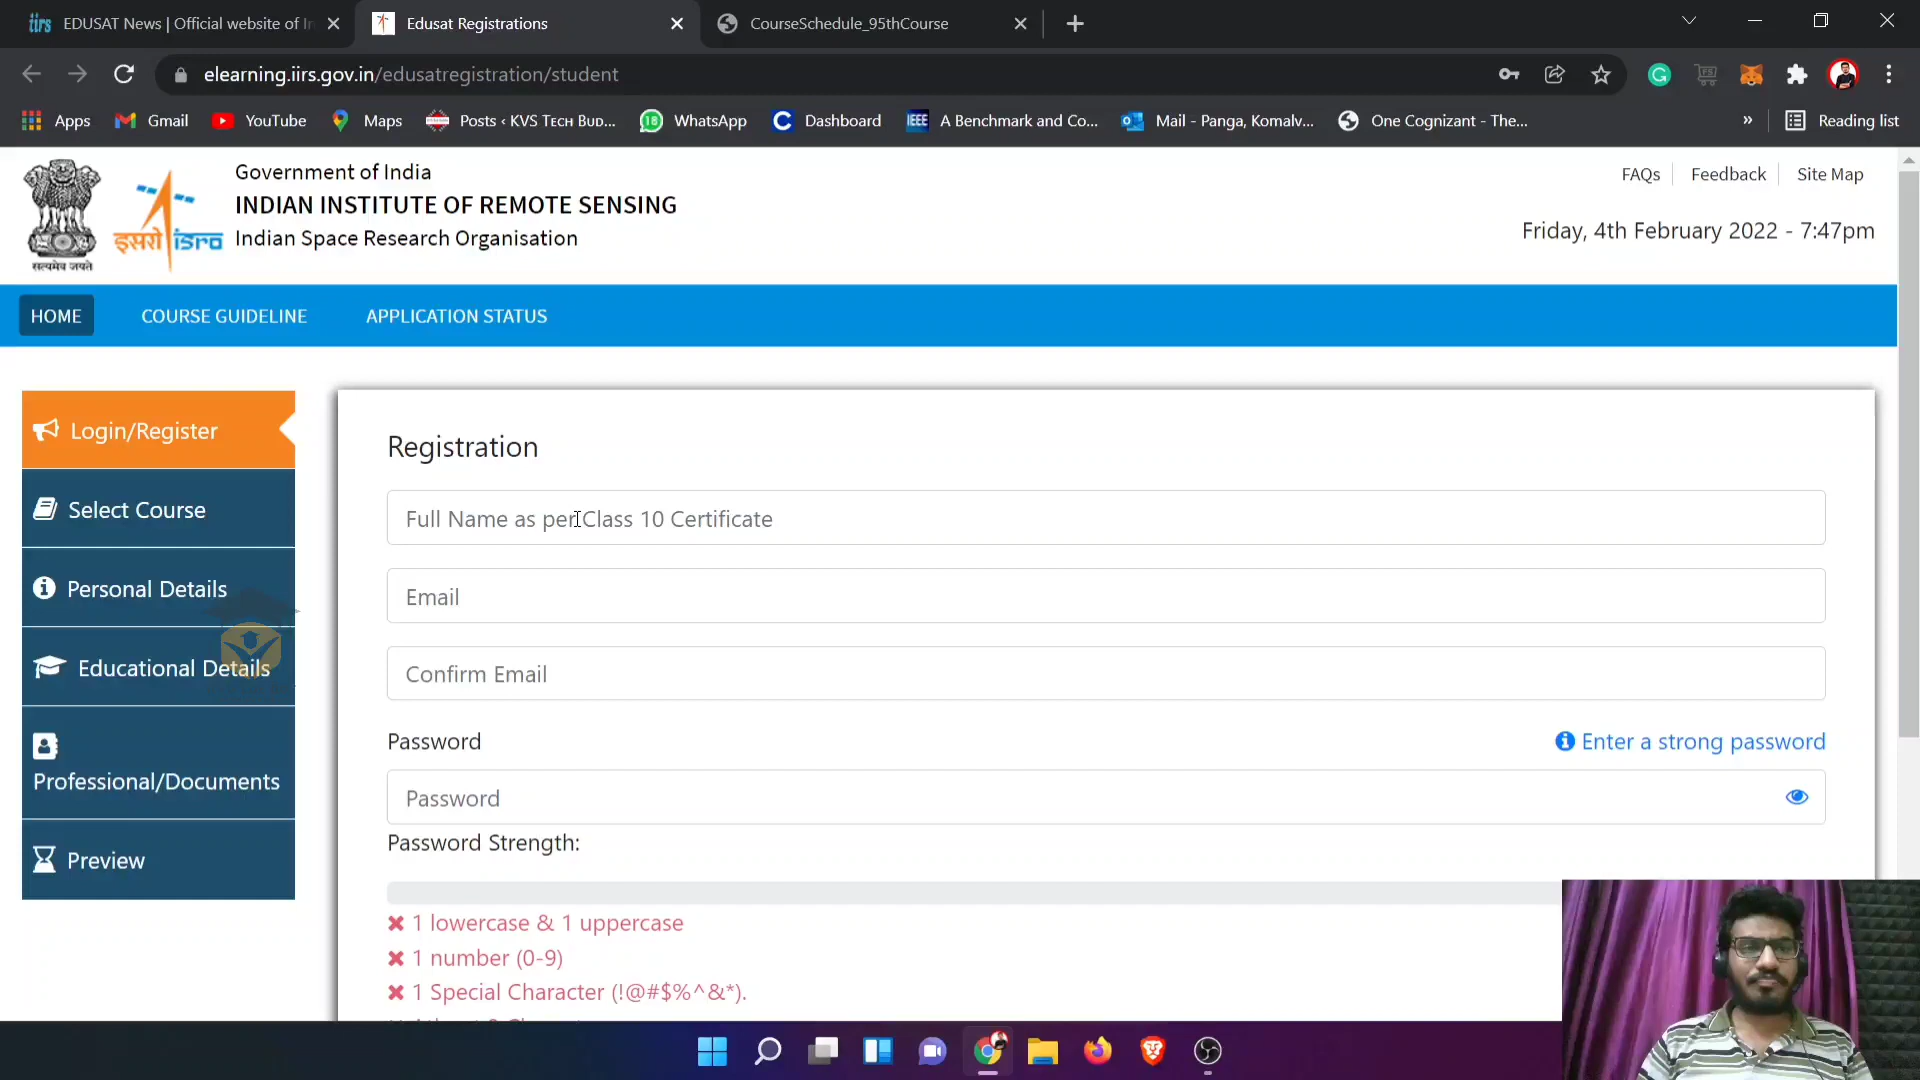 EDUSAT News | Official website of In
Edusat Registrations
CourseSchedule_95thCourse
elearning.iirs.gov.in/edusatregistration/student
Apps
Gmail
YouTube
Maps
Posts ‹ KVS Tech Bud...
WhatsApp
Dashboard
A Benchmark and Co...
Mail - Panga, Komalv...
One Cognizant - The...
»
Reading list
सत्यमेव जयते
इसरो isro
Government of India
INDIAN INSTITUTE OF REMOTE SENSING
Indian Space Research Organisation
FAQs
Feedback
Site Map
Friday, 4th February 2022 - 7:47pm
HOME
COURSE GUIDELINE
APPLICATION STATUS
Login/Register
Select Course
Personal Details
Educational Details
Professional/Documents
Preview
Registration
Full Name as per Class 10 Certificate
Email
Confirm Email
Password
Enter a strong password
Password
Password Strength:
1 lowercase & 1 uppercase
1 number (0-9)
1 Special Character (!@#$%^&*).